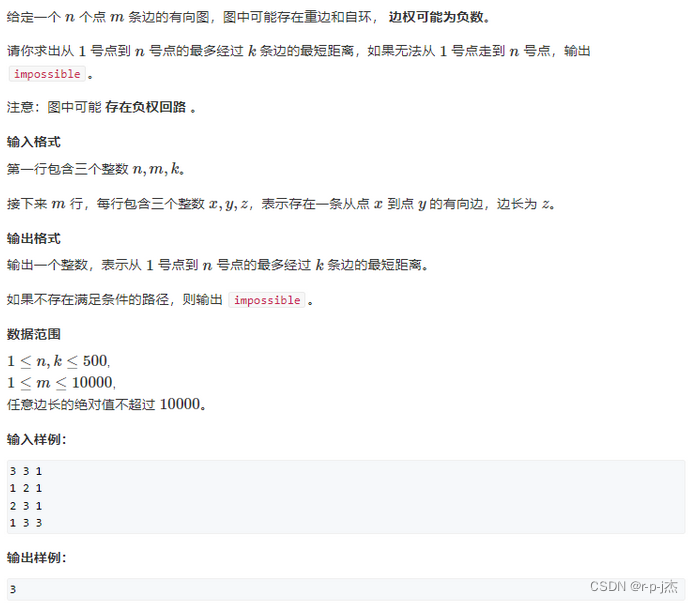 给定一个 n 个点 m 条边的有向图，图中可能存在重边和自环， 边权可能为负数。
请你求出从 1 号点到 n 号点的最多经过 k 条边的最短距离，如果无法从 1 号点走到 n 号点，输出
impossible 。
注意：图中可能 存在负权回路 。
输入格式
第一行包含三个整数 n, m, k。
接下来 m 行，每行包含三个整数 x, y, z，表示存在一条从点 x 到点 y 的有向边，边长为 z。
输出格式
输出一个整数，表示从 1 号点到 n 号点的最多经过 k 条边的最短距离。
如果不存在满足条件的路径，则输出 impossible 。
数据范围
1 ≤ n, k ≤ 500,
1 ≤ m ≤ 10000,
任意边长的绝对值不超过 10000。
输入样例：
3 3 1
1 2 1
2 3 1
1 3 3
输出样例：
3
CSDN @r-p-j杰